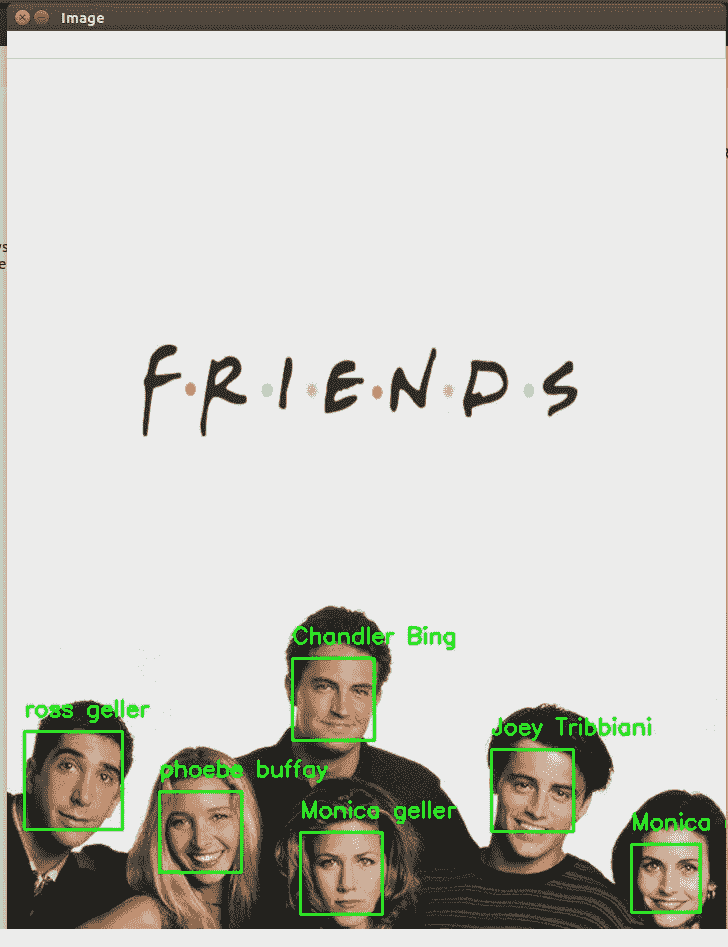 Image
F·R·I·E·N·D·S
Chandler Bing
ross geller
Joey Tribbiani
phoebe buffay
Monica geller
Monica